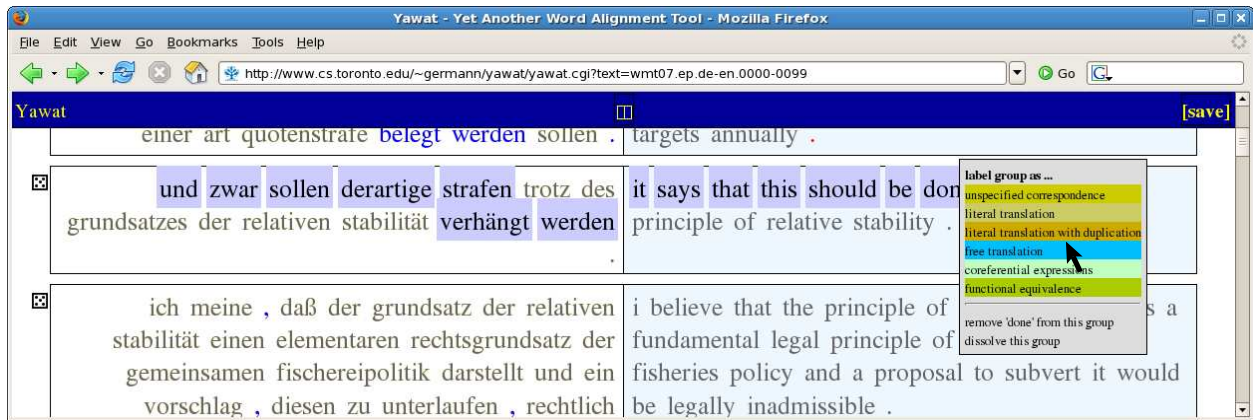 Yawat - Yet Another Word Alignment Tool - Mozilla Firefox
File Edit View Go Bookmarks Tools Help
http://www.cs.toronto.edu/~germann/yawat/yawat.cgi?text=wmt07.ep.de-en.0000-0099 Go
Yawat [save]
einer art quotenstrafe belegt werden sollen .
targets annually .
und zwar sollen derartige strafen trotz des
grundsatzes der relativen stabilität verhängt werden
.
it says that this should be don
principle of relative stability .
label group as ...
unspecified correspondence
literal translation
literal translation with duplication
free translation
coreferential expressions
functional equivalence
remove 'done' from this group
dissolve this group
ich meine , daß der grundsatz der relativen
stabilität einen elementaren rechtsgrundsatz der
gemeinsamen fischereipolitik darstellt und ein
vorschlag , diesen zu unterlaufen , rechtlich
i believe that the principle of s a
fundamental legal principle of
fisheries policy and a proposal to subvert it would
be legally inadmissible .